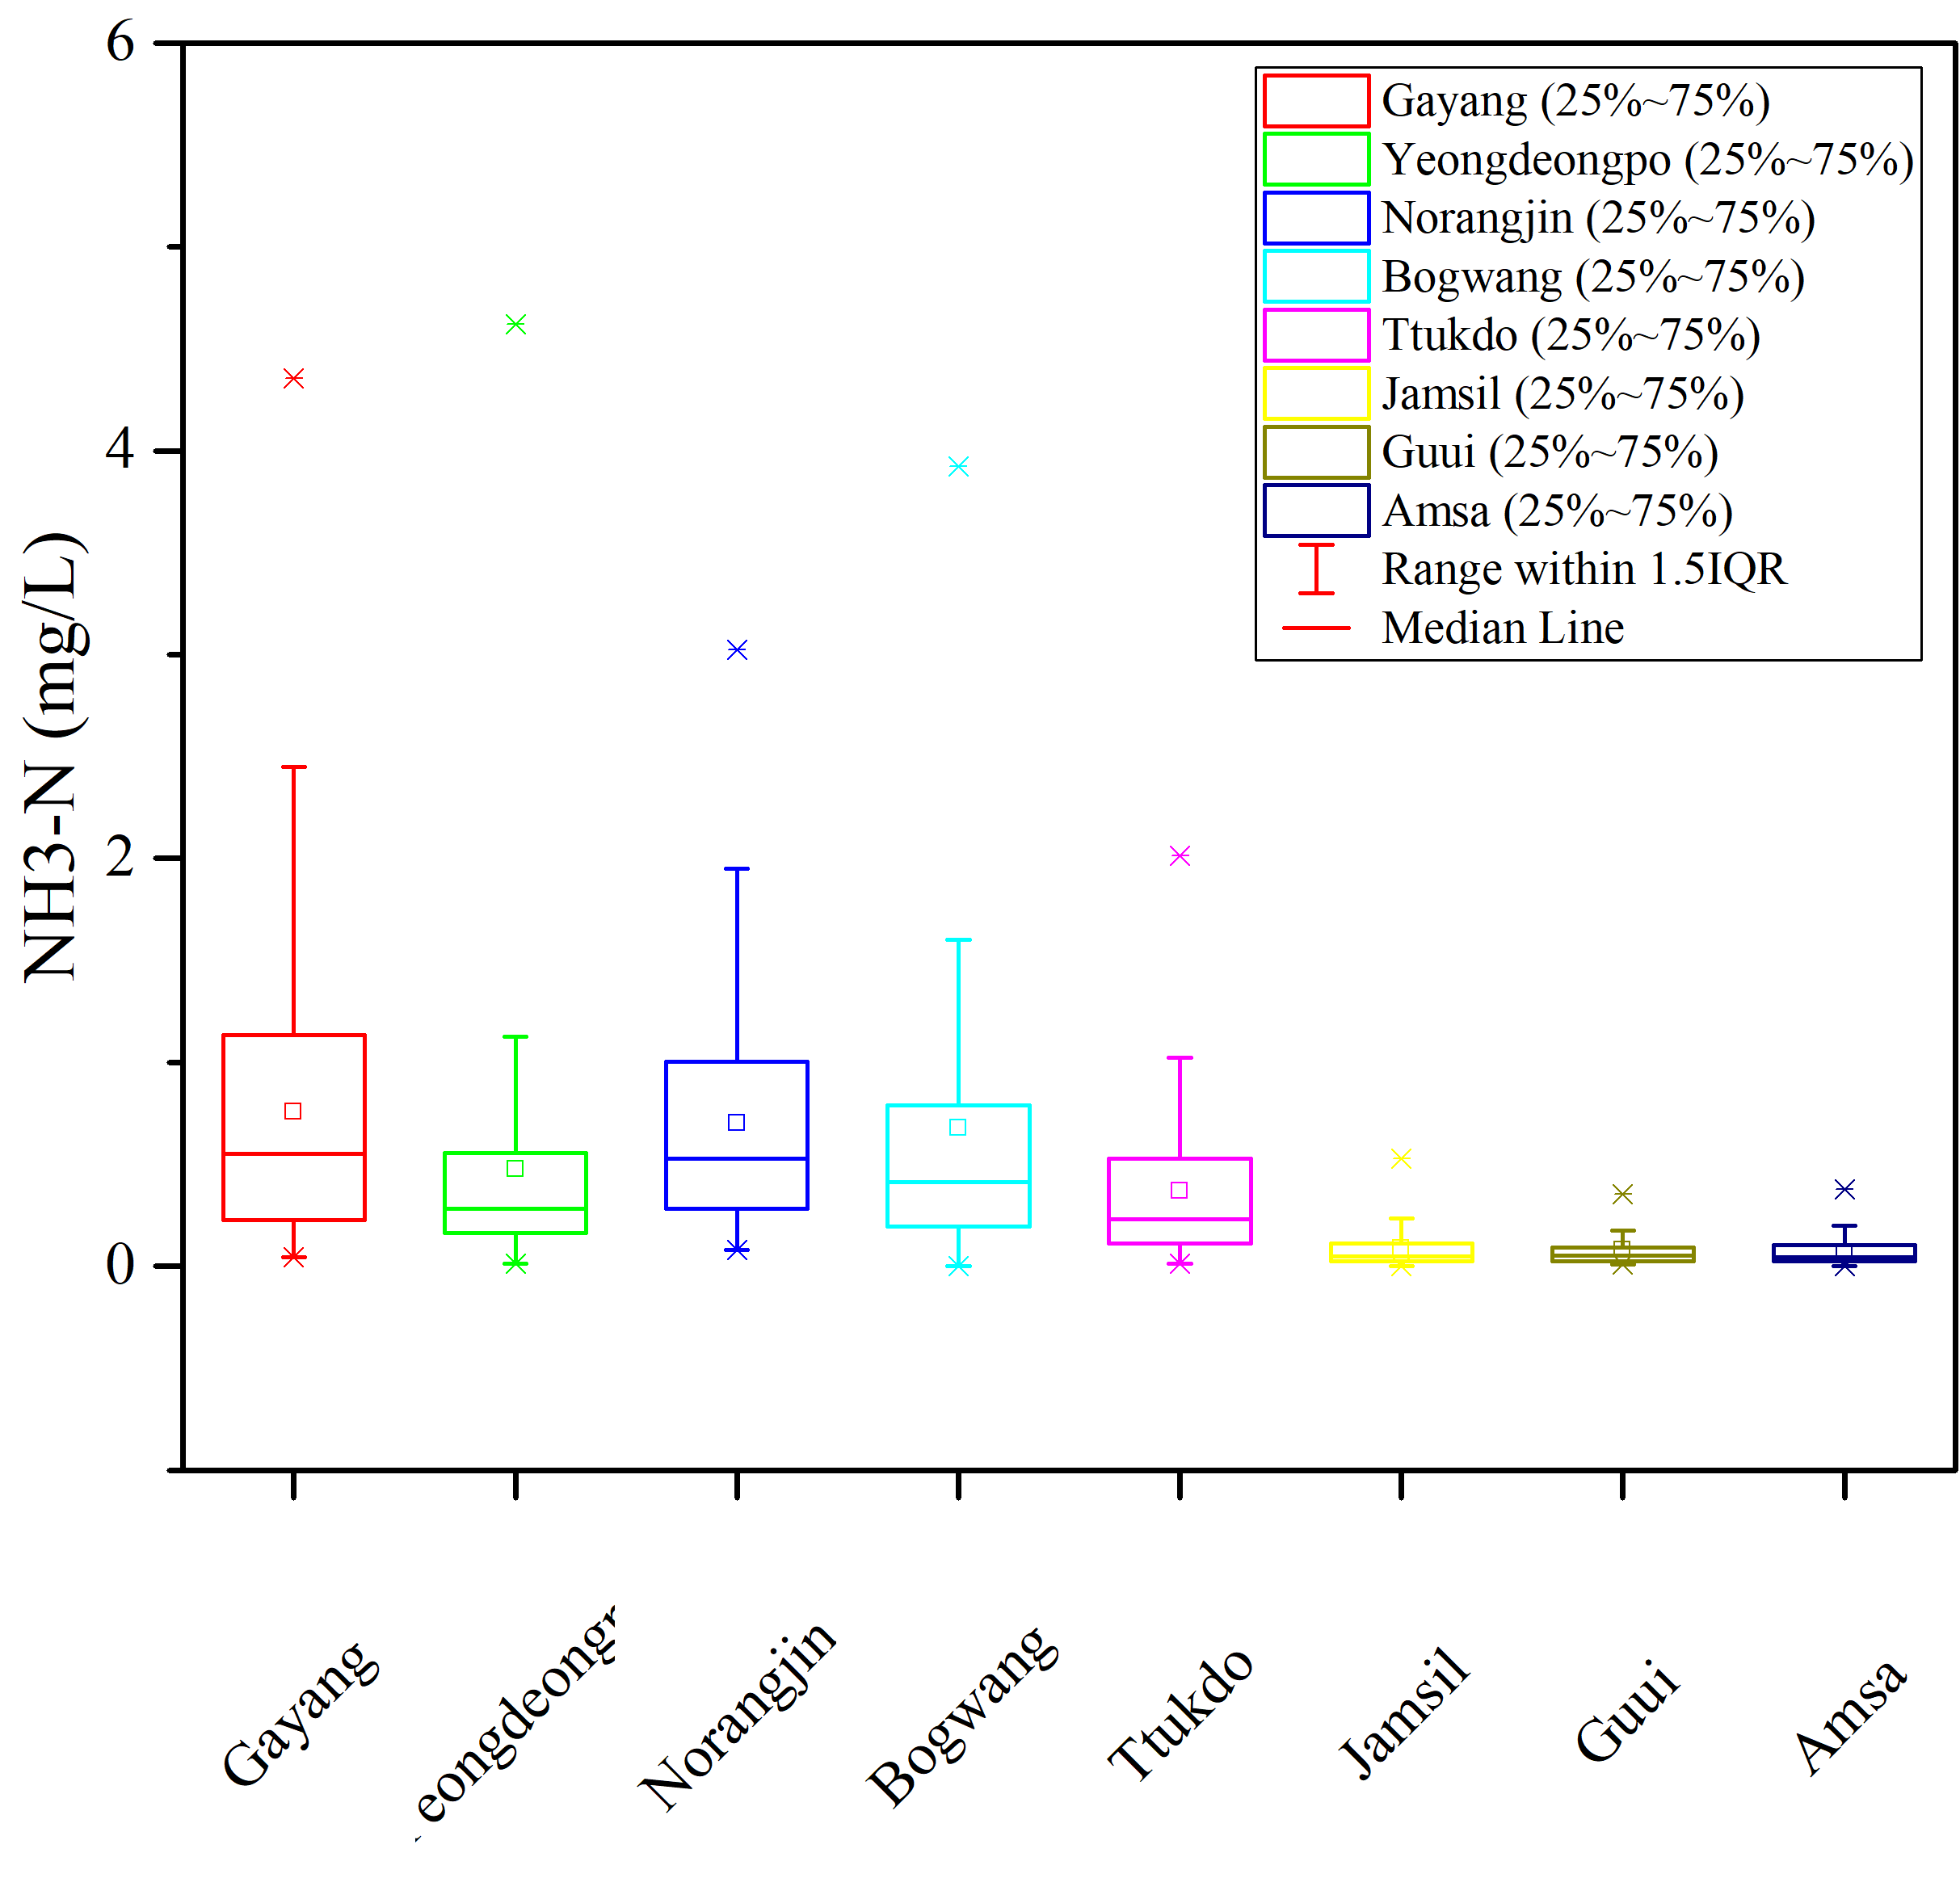 6
4
2
0
NH3-N (mg/L)
Gayang (25%~75%)
Yeongdeongpo (25%~75%)
Norangjin (25%~75%)
Bogwang (25%~75%)
Ttukdo (25%~75%)
Jamsil (25%~75%)
Guui (25%~75%)
Amsa (25%~75%)
Range within 1.5IQR
Median Line
Gayang
eongdeong
Norangjin
Bogwang
Ttukdo
Jamsil
Guui
Amsa